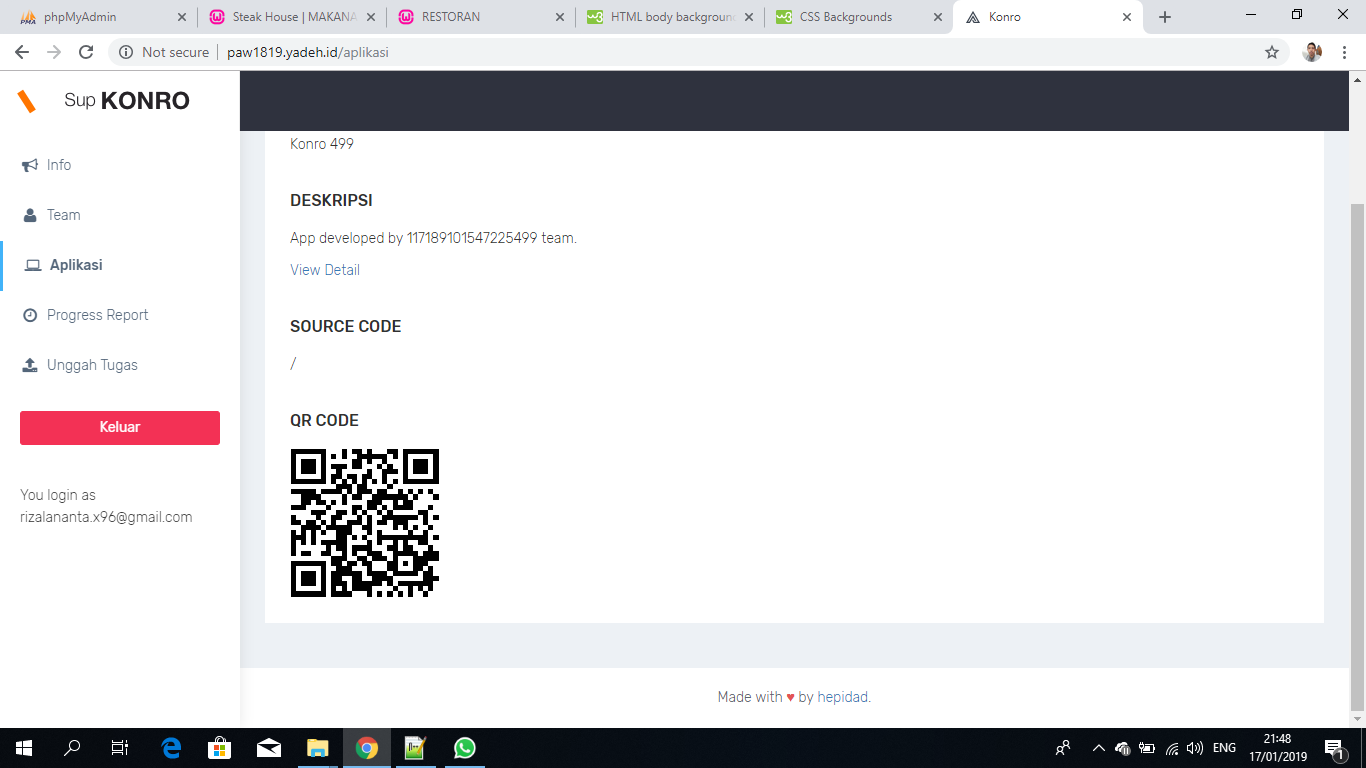 phpMyAdmin
Steak House | MAKANA
RESTORAN
HTML body background
CSS Backgrounds
Konro
Not secure | paw1819.yadeh.id/aplikasi
Sup KONRO
Info
Team
Aplikasi
Progress Report
Unggah Tugas
Keluar
You login as
rizalananta.x96@gmail.com
Konro 499
DESKRIPSI
App developed by 117189101547225499 team.
View Detail
SOURCE CODE
/
QR CODE
Made with ♥ by hepidad.
ENG
21:48
17/01/2019
1